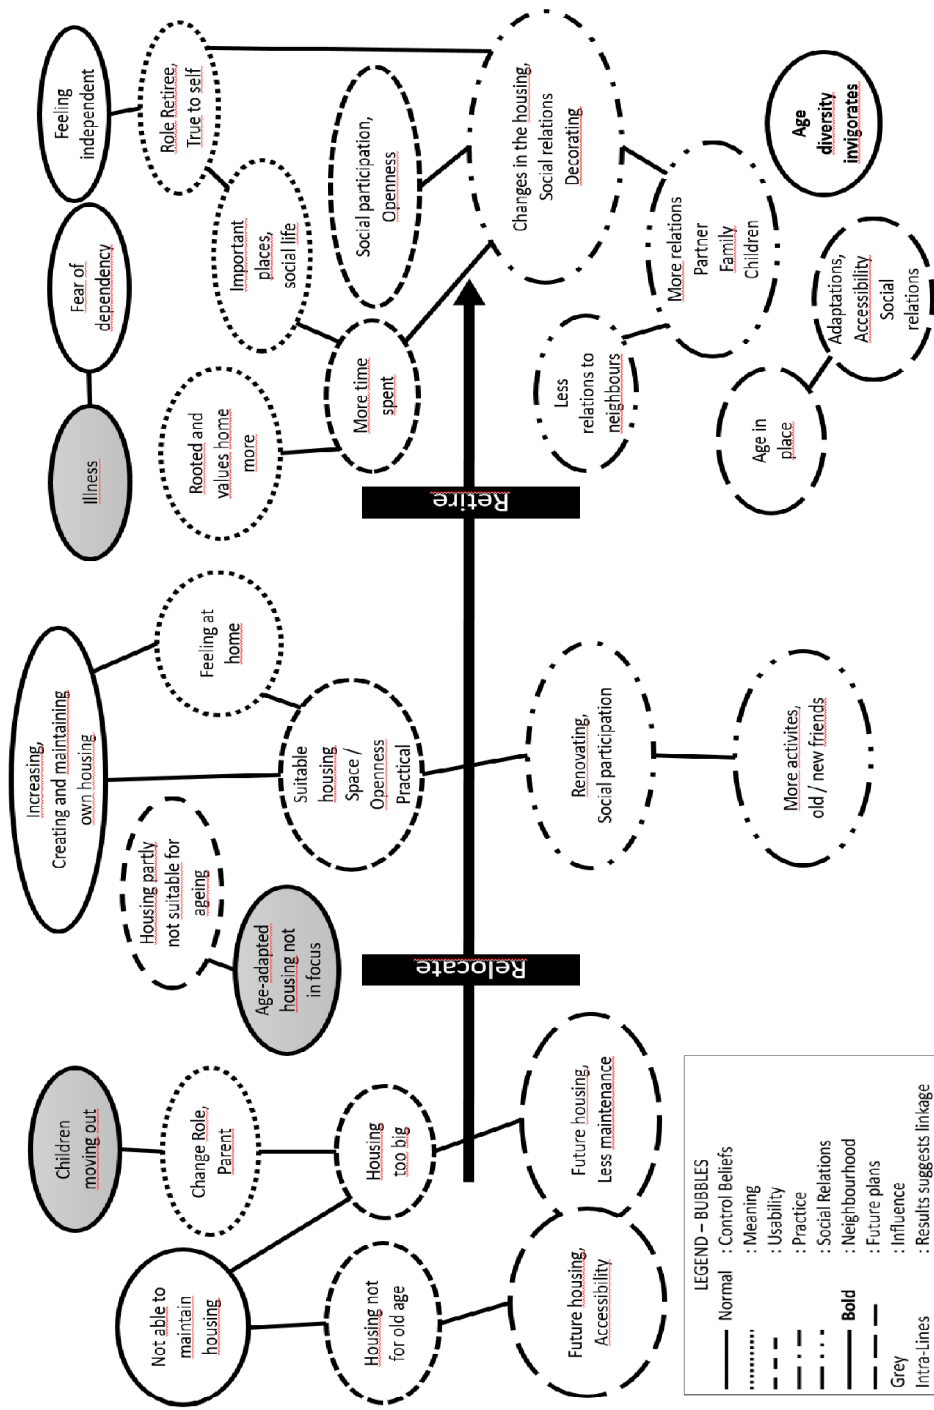 Not able to
maintain
housing
Children
moving out
Change Role,
Parent
Housing not
for old age
Housing
too big
Future housing,
Accessibility
Future housing,
Less maintenance
Relocate
Increasing,
Creating and maintaining
own housing
Housing partly
not suitable for
ageing
Age-adapted
housing not
in focus
Feeling at
home
Suitable
housing
Space /
Openness
Practical
Renovating,
Social participation
More activites,
old / new friends
Retire
Illness
Fear of
dependency
Feeling
independent
Rooted and
values home
more
Important
places,
social life
Role Retiree,
True to self
More time
spent
Social participation,
Openness
Changes in the housing,
Social relations
Decorating
Less
relations to
neighbours
More relations
Partner
Family
Children
Age in
place
Adaptations,
Accessibility
Social
relations
Age
diversity
invigorates
LEGEND – BUBBLES
Normal : Control Beliefs
: Meaning
: Usability
: Practice
: Social Relations
Bold : Neighbourhood
: Future plans
Grey : Influence
Intra-Lines : Results suggests linkage